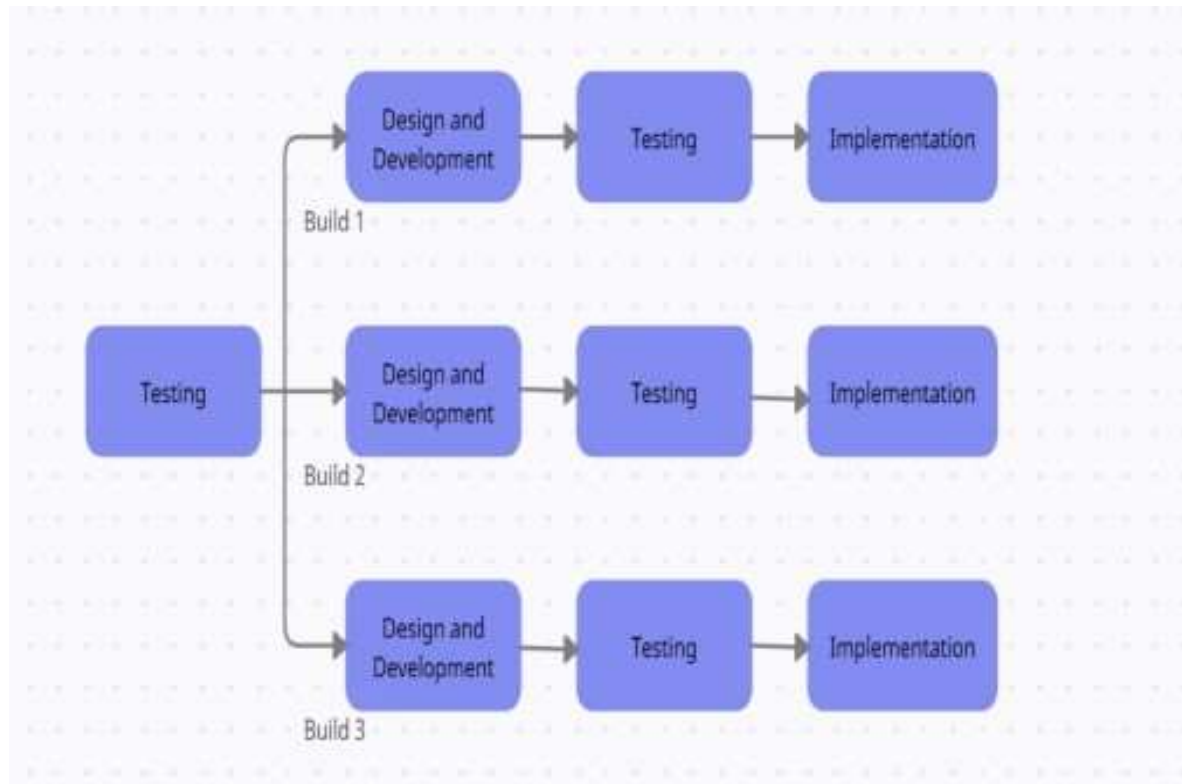 Design and
Development
Testing
Implementation
Build 1
Testing
Design and
Development
Testing
Implementation
Build 2
Design and
Development
Testing
Implementation
Build 3